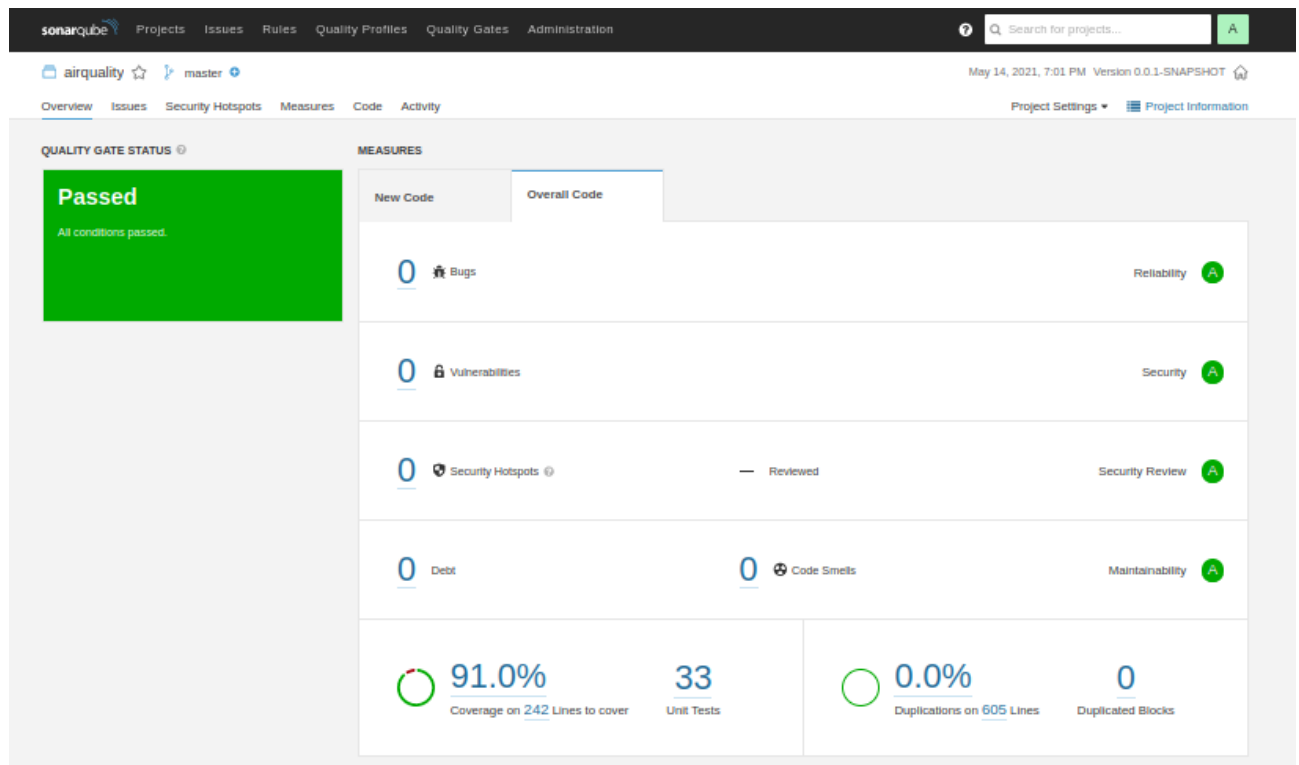 sonarqube Projects Issues Rules Quality Profiles Quality Gates Administration ? Search for projects... A
airquality master May 14, 2021, 7:01 PM Version 0.0.1-SNAPSHOT
Overview Issues Security Hotspots Measures Code Activity Project Settings Project Information
QUALITY GATE STATUS ? MEASURES
Passed
All conditions passed.
New Code Overall Code
0 Bugs Reliability A
0 Vulnerabilities Security A
0 Security Hotspots ? — Reviewed Security Review A
0 Debt 0 Code Smells Maintainability A
91.0% 33 0.0% 0
Coverage on 242 Lines to cover Unit Tests Duplications on 605 Lines Duplicated Blocks